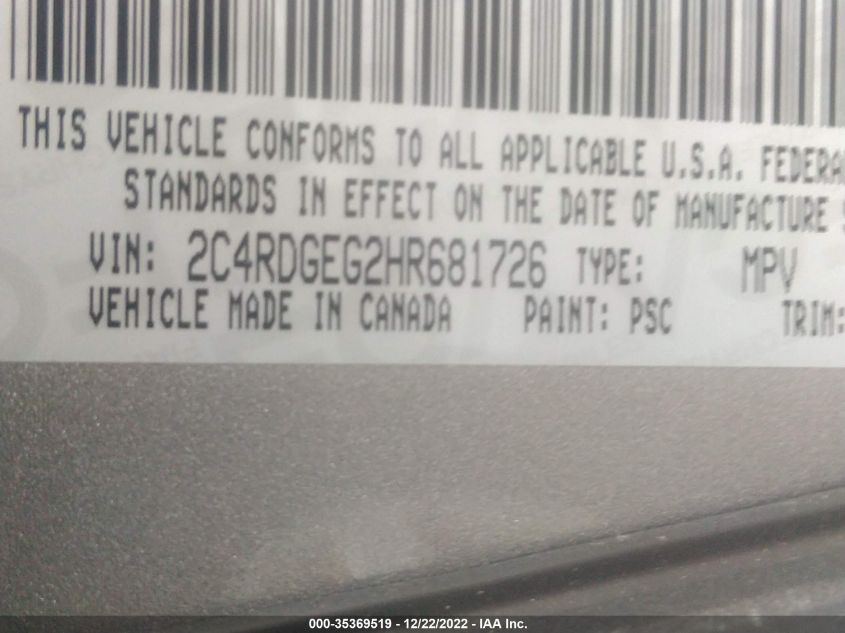 THIS VEHICLE CONFORMS TO ALL APPLICABLE U.S.A.
STANDARDS IN EFFECT ON THE DATE OF MANUFACTURE
VIN: 2C4RDGEG2HR681726 TYPE: MPV
VEHICLE MADE IN CANADA PAINT: PSC TRIM:
000-35369519 - 12/22/2022 - IAA Inc.